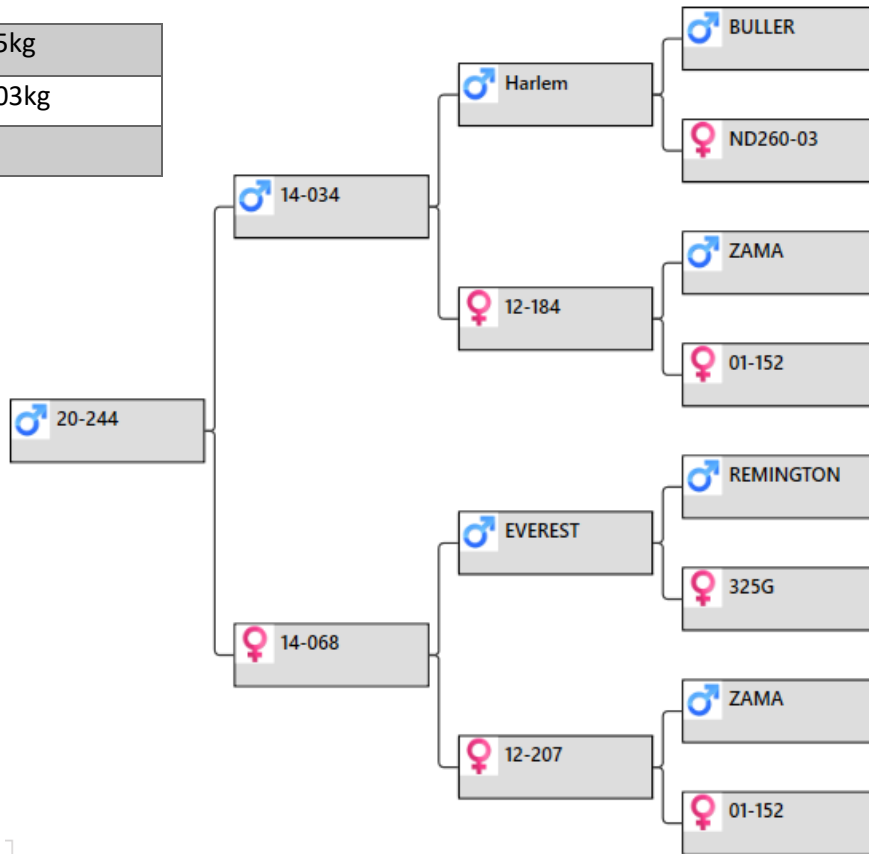 5kg
03kg
BULLER
Harlem
ND260-03
14-034
ZAMA
12-184
01-152
20-244
REMINGTON
EVEREST
325G
14-068
ZAMA
12-207
01-152